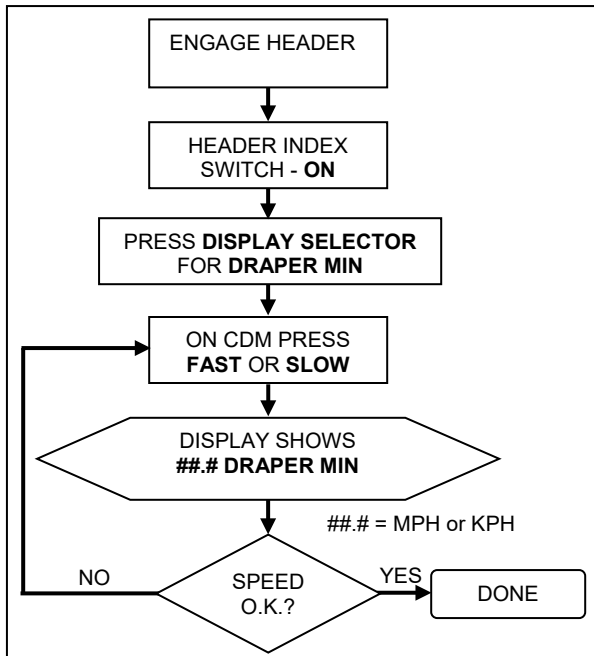 ENGAGE HEADER
HEADER INDEX
SWITCH - ON
PRESS DISPLAY SELECTOR
FOR DRAPER MIN
ON CDM PRESS
FAST OR SLOW
DISPLAY SHOWS
##.# DRAPER MIN
##.# = MPH or KPH
NO
SPEED
O.K.?
YES
DONE